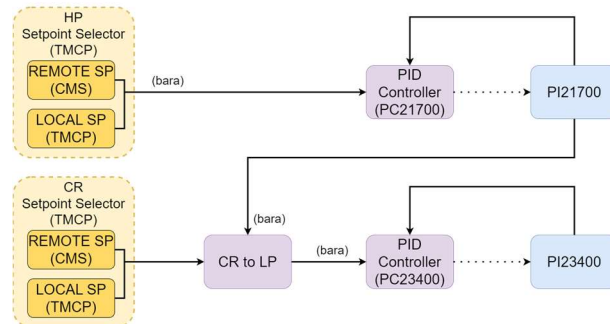 HP
Setpoint Selector
(TMCP)
REMOTE SP
(CMS)
LOCAL SP
(TMCP)
(bara)
PID
Controller
(PC21700)
PI21700
CR
Setpoint Selector
(TMCP)
REMOTE SP
(CMS)
LOCAL SP
(TMCP)
(bara)
CR to LP
(bara)
PID
Controller
(PC23400)
PI23400